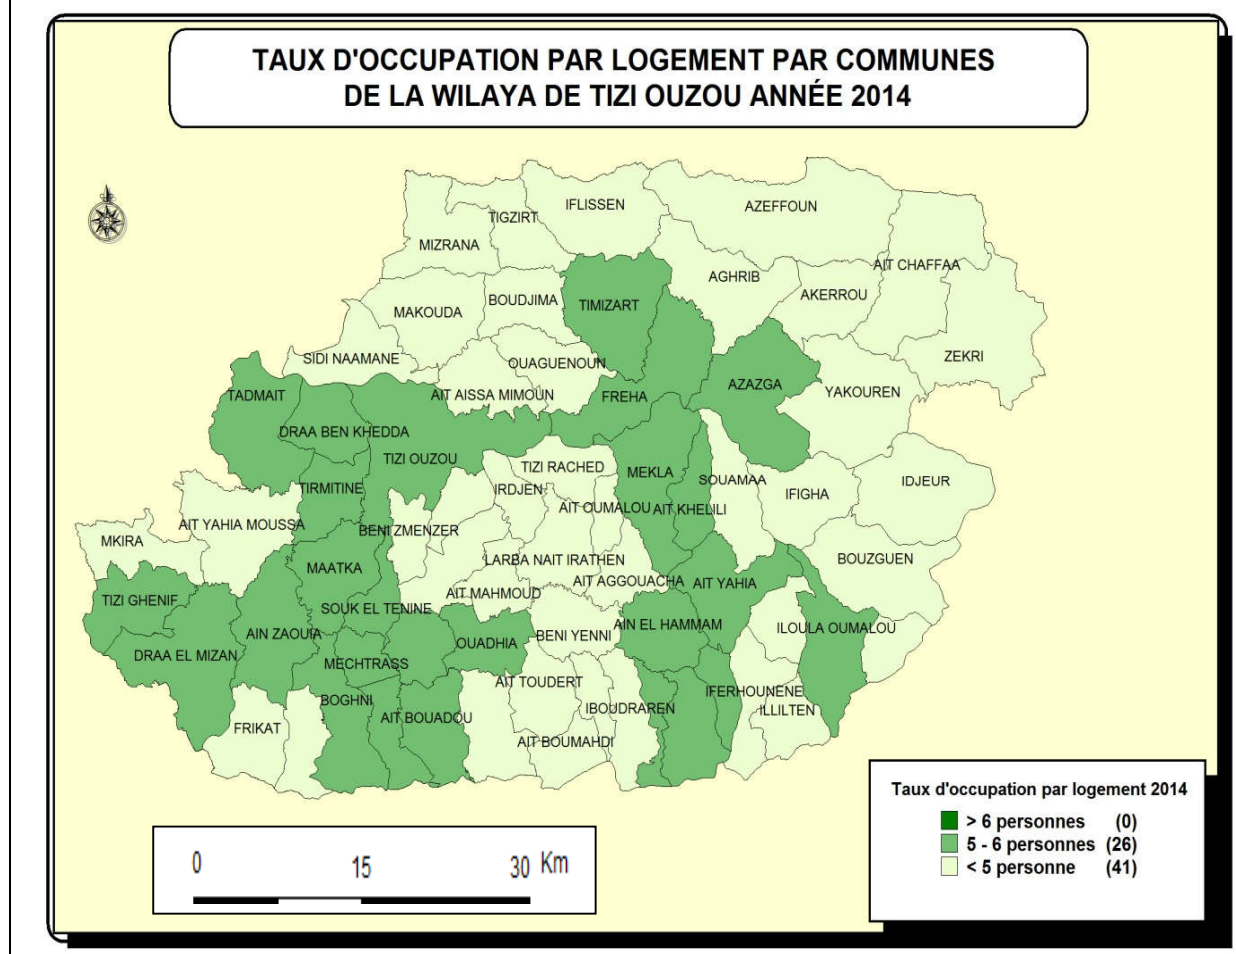 TAUX D'OCCUPATION PAR LOGEMENT PAR COMMUNES
DE LA WILAYA DE TIZI OUZOU ANNÉE 2014
IFLISSEN
AZEFFOUN
TIGZIRT
MIZRANA
AIT CHAFFAA
AGHRIB
AKERROU
BOUDJIMA
TIMIZART
MAKOUDA
SIDI NAAMANE
OUAGUENOUN
ZEKRI
AZAZGA
YAKOUREN
TADMAIT
AIT AISSA MIMOUN
FREHA
DRAA BEN KHEDDA
TIZI OUZOU
TIZI RACHED
MEKLA
SOUAMAA
IDJEUR
TIRMITINE
IRDJEN
IFIGHA
AIT OUMALOU
AIT KHELILI
AIT YAHIA MOUSSA
BENI ZMENZER
MKIRA
LARBA NAIT IRATHEN
BOUZGUEN
MAATKA
AIT AGGOUACHA
AIT YAHIA
AIT MAHMOUD
TIZI GHENIF
SOUK EL TENINE
AIN EL HAMMAM
ILOULA OUMALOU
AIN ZAOUIA
BENI YENNI
OUADHIA
DRAA EL MIZAN
MECHTRASS
AIT TOUDERT
IFERHOUNENE
BOGHNI
IBOUDRAREN
ILLILTEN
AIT BOUADOU
FRIKAT
AIT BOUMAHDI
Taux d'occupation par logement 2014
> 6 personnes (0)
5 - 6 personnes (26)
< 5 personne (41)
0 15 30 Km